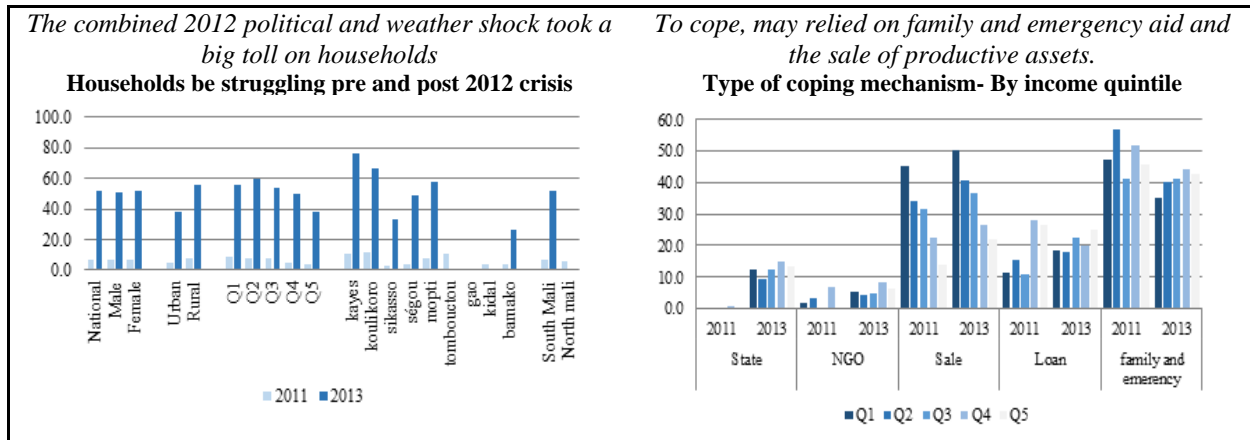 The combined 2012 political and weather shock took a
big toll on households
Households be struggling pre and post 2012 crisis
100.0
80.0
60.0
40.0
20.0
0.0
National
Male
Female
Urban
Rural
Q1
Q2
Q3
Q4
Q5
kayes
koulikoro
sikasso
ségou
mopti
tombouctou
gao
kidal
bamako
South Mali
North mali
2011 2013
To cope, may relied on family and emergency aid and
the sale of productive assets.
Type of coping mechanism- By income quintile
60.0
50.0
40.0
30.0
20.0
10.0
0.0
2011 2013 2011 2013 2011 2013 2011 2013 2011 2013
State NGO Sale Loan family and
emerency
Q1 Q2 Q3 Q4 Q5